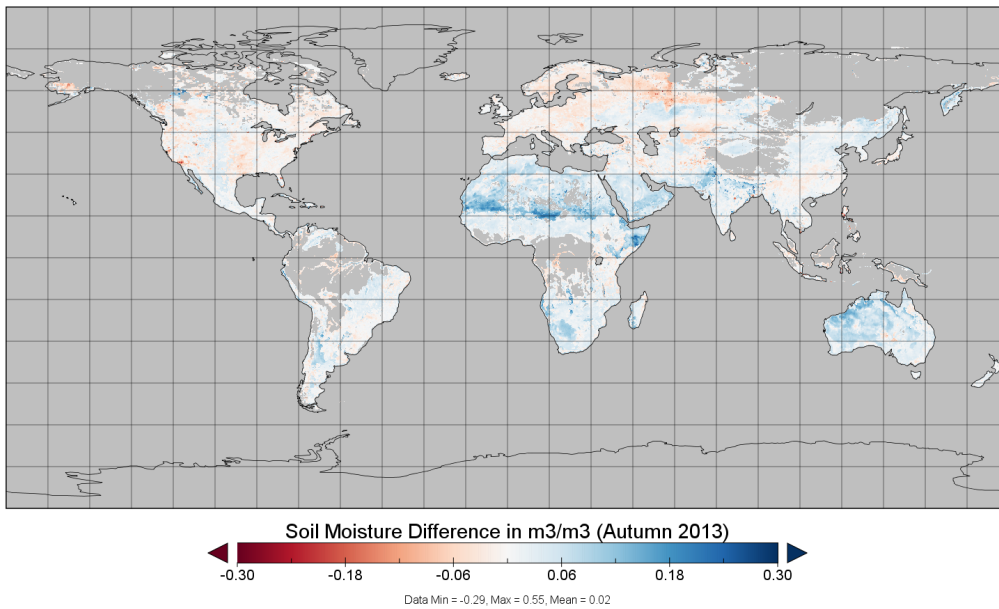 Soil Moisture Difference in m3/m3 (Autumn 2013)
-0.30 -0.18 -0.06 0.06 0.18 0.30
Data Min = -0.29, Max = 0.55, Mean = 0.02